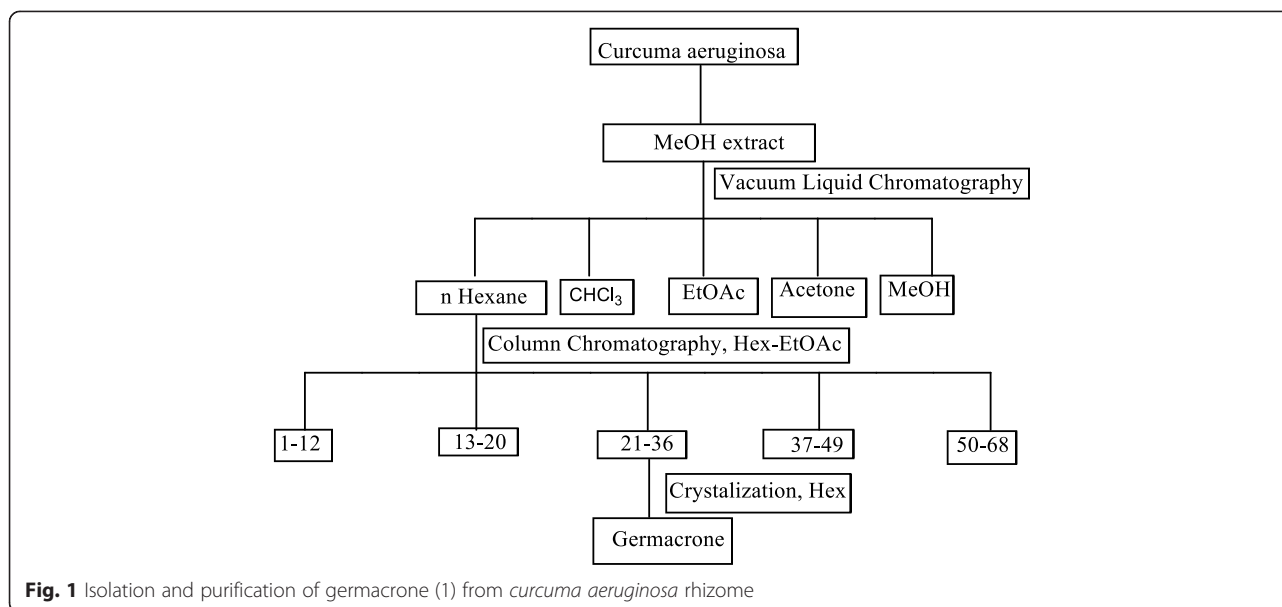 Curcuma aeruginosa
MeOH extract
Vacuum Liquid Chromatography
n Hexane
CHCl₃
EtOAc
Acetone
MeOH
Column Chromatography, Hex-EtOAc
1-12
13-20
21-36
37-49
50-68
Crystalization, Hex
Germacrone
Fig. 1 Isolation and purification of germacrone (1) from curcuma aeruginosa rhizome